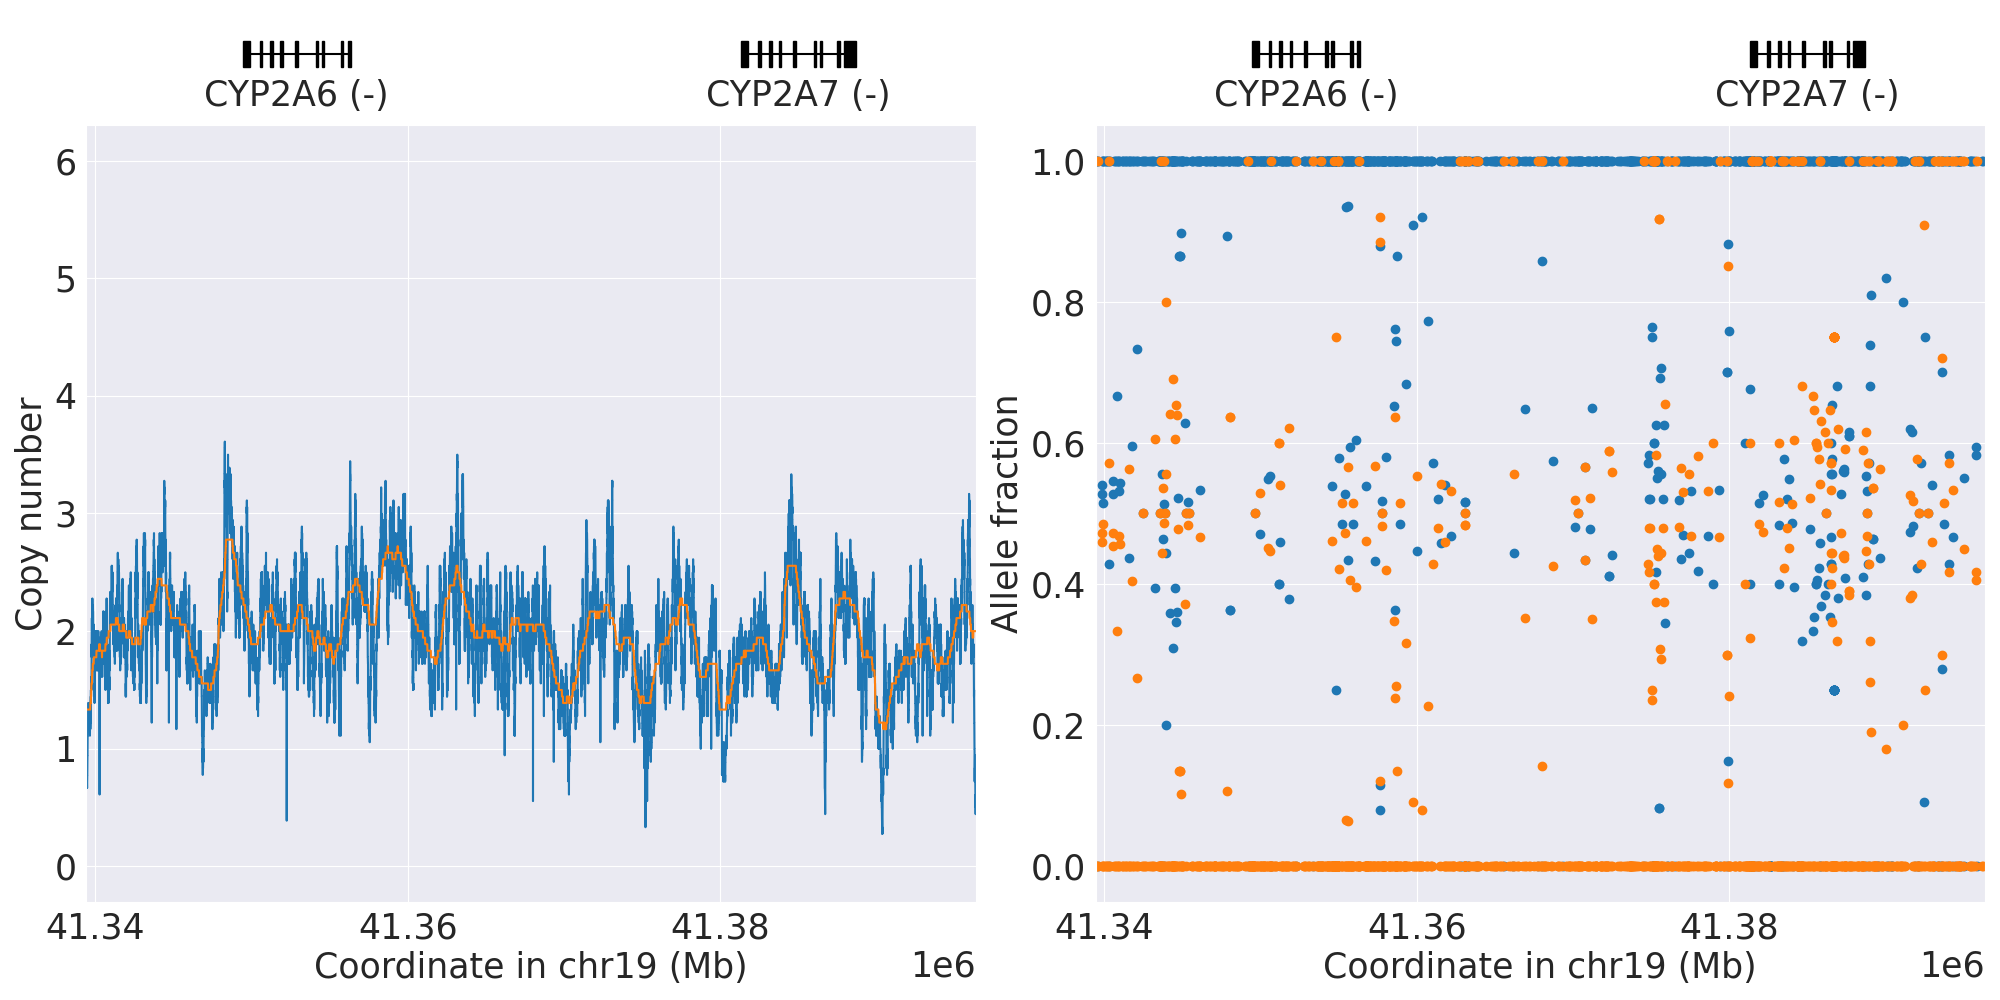 CYP2A6 (-)
CYP2A7 (-)
6
5
4
3
2
1
0
Copy number
41.34
41.36
41.38
Coordinate in chr19 (Mb)
1e6
CYP2A6 (-)
CYP2A7 (-)
1.0
0.8
0.6
0.4
0.2
0.0
Allele fraction
41.34
41.36
41.38
Coordinate in chr19 (Mb)
1e6